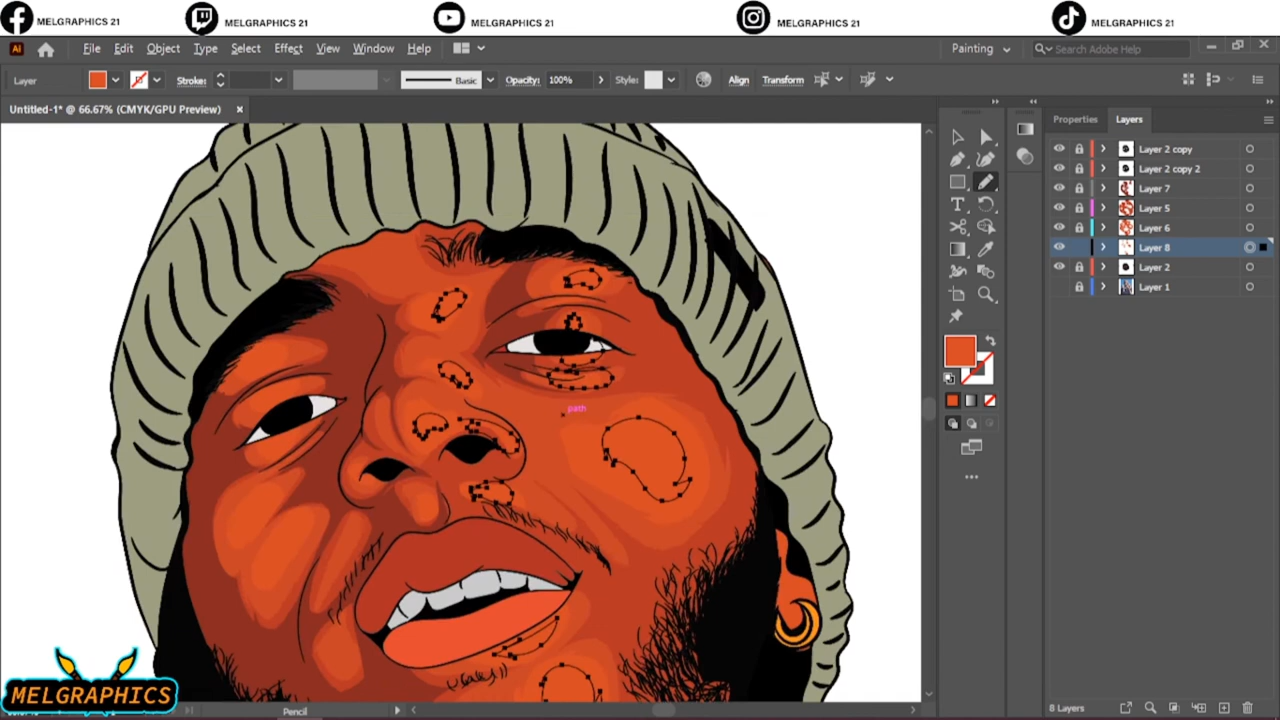 MELGRAPHICS 21
MELGRAPHICS 21
MELGRAPHICS 21
MELGRAPHICS 21
MELGRAPHICS 21
Ai File Edit Object Type Select Effect View Window Help Painting Search Adobe Help
Layer Stroke: Basic Opacity: 100% Style: Align Transform
Untitled-1* @ 66.67% (CMYK/GPU Preview)
Properties Layers
Layer 2 copy
Layer 2 copy 2
Layer 7
Layer 5
Layer 6
Layer 8
Layer 2
Layer 1
path
MELGRAPHICS
Pencil
8 Layers